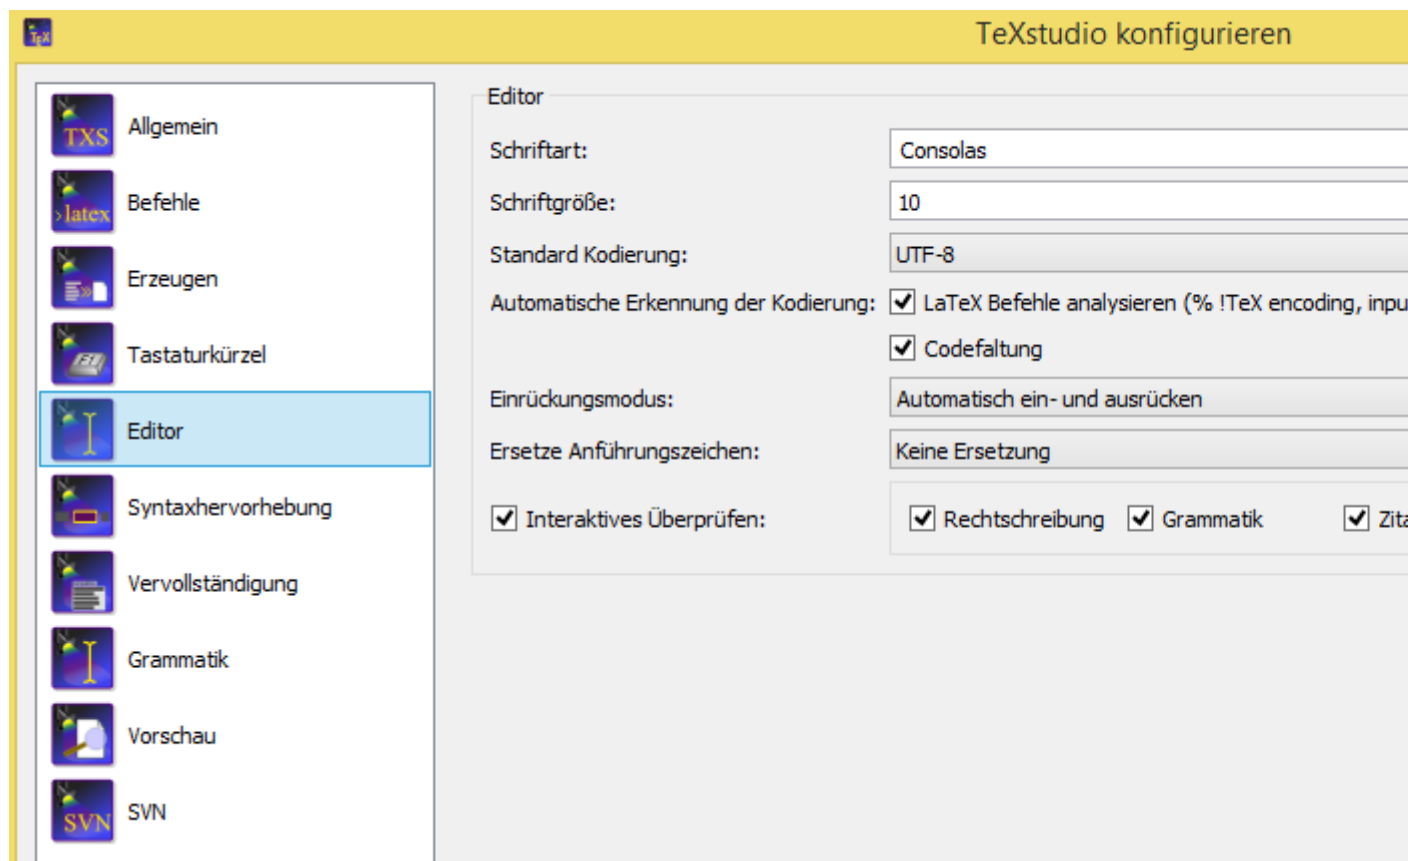 TeXstudio konfigurieren
TXS Allgemein
>latex Befehle
Erzeugen
Tastaturkürzel
Editor
Syntaxhervorhebung
Vervollständigung
Grammatik
Vorschau
SVN SVN
Editor
Schriftart: Consolas
Schriftgröße: 10
Standard Kodierung: UTF-8
Automatische Erkennung der Kodierung: LaTeX Befehle analysieren (% !TeX encoding, inpu
Codefaltung
Einrückungsmodus: Automatisch ein- und ausrücken
Ersetze Anführungszeichen: Keine Ersetzung
Interaktives Überprüfen: Rechtschreibung Grammatik Zita